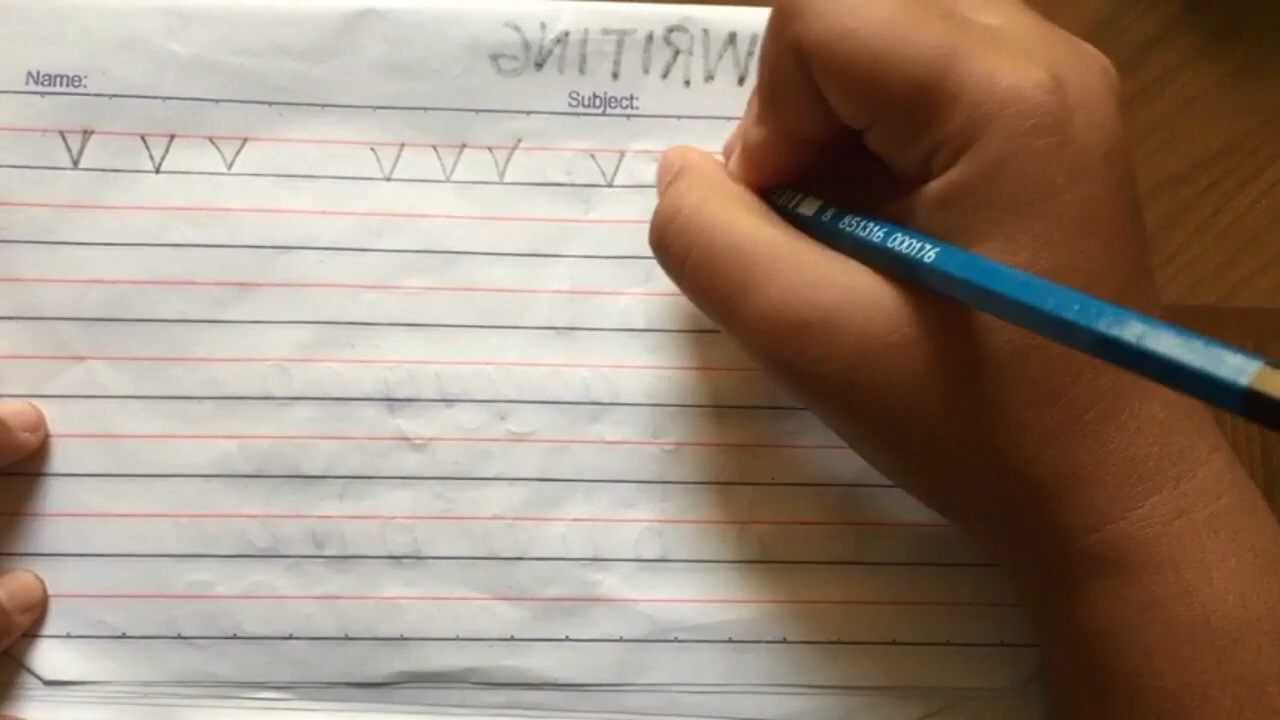 WRITING
Name:
Subject:
V V V V V V V
8 851316 000176